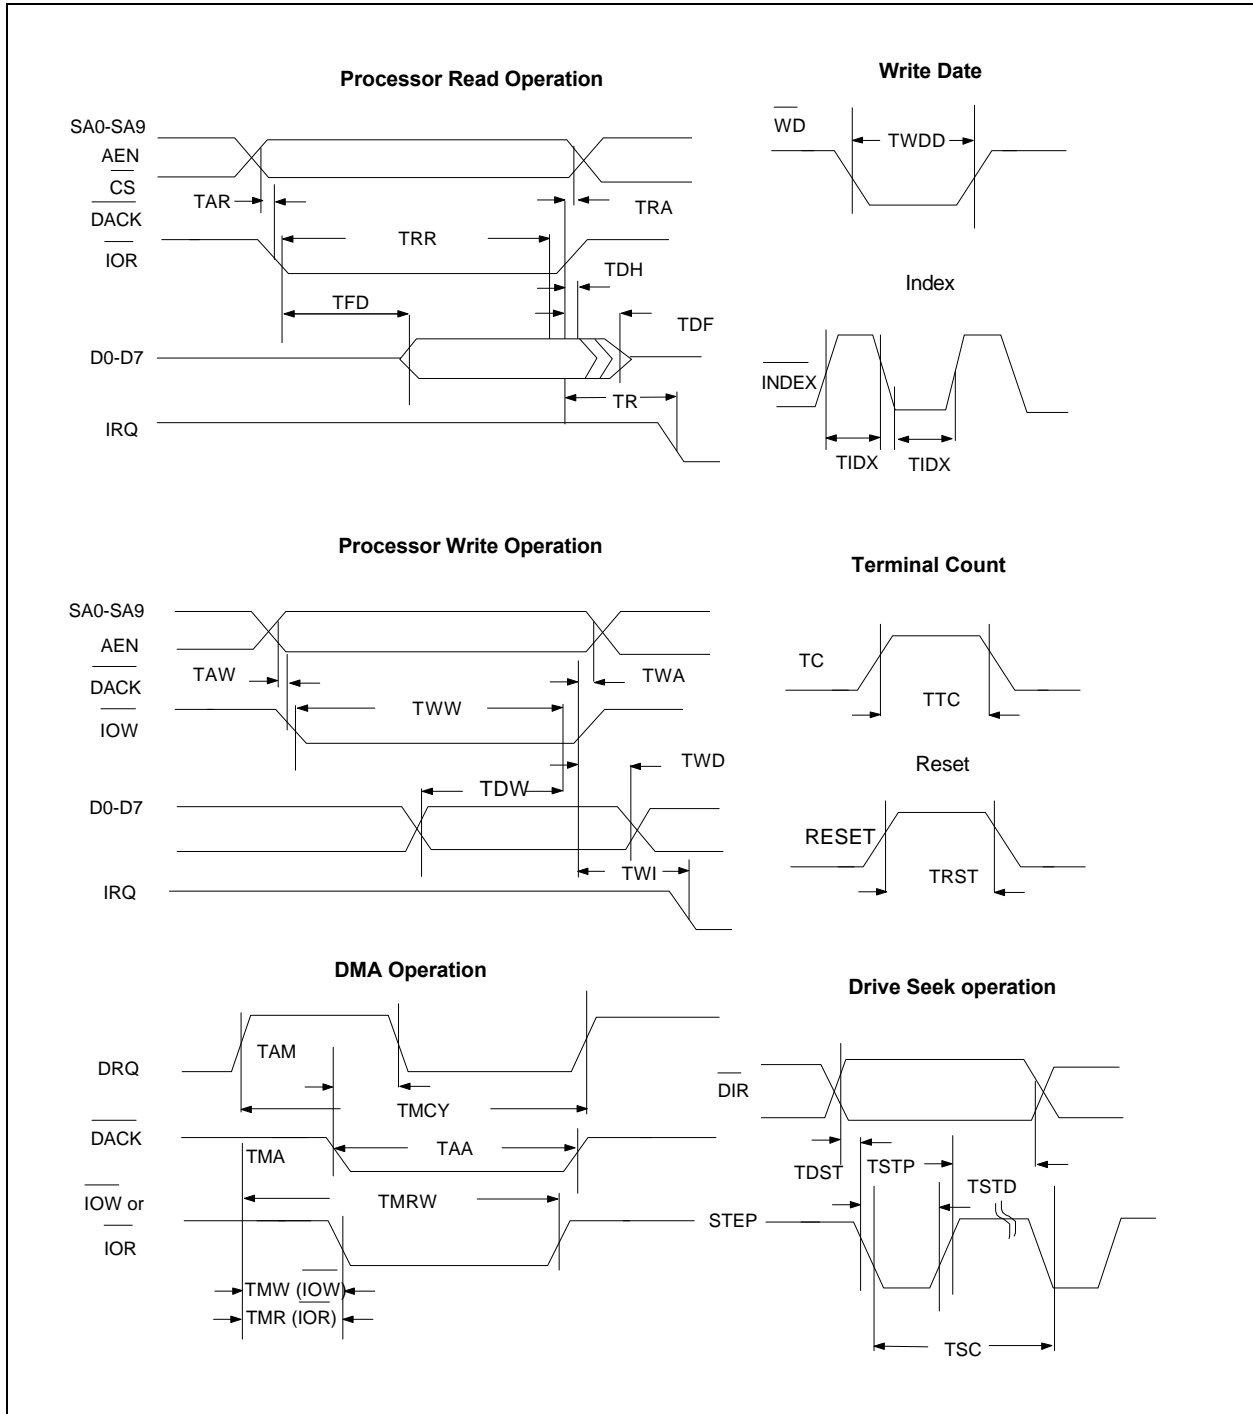 Processor Read Operation
SA0-SA9
AEN
CS
DACK
IOR
TAR
TRA
TRR
TDH
TFD
TDF
D0-D7
TR
IRQ
Write Date
WD
TWDD
Index
INDEX
TIDX
TIDX
Processor Write Operation
SA0-SA9
AEN
DACK
IOW
TAW
TWA
TWW
TWD
TDW
D0-D7
TWI
IRQ
Terminal Count
TC
TTC
Reset
RESET
TRST
DMA Operation
DRQ
TAM
TMCY
DACK
TMA
TAA
IOW or
IOR
TMRW
TMW (IOW)
TMR (IOR)
Drive Seek operation
DIR
TDST
TSTP
TSTD
STEP
TSC